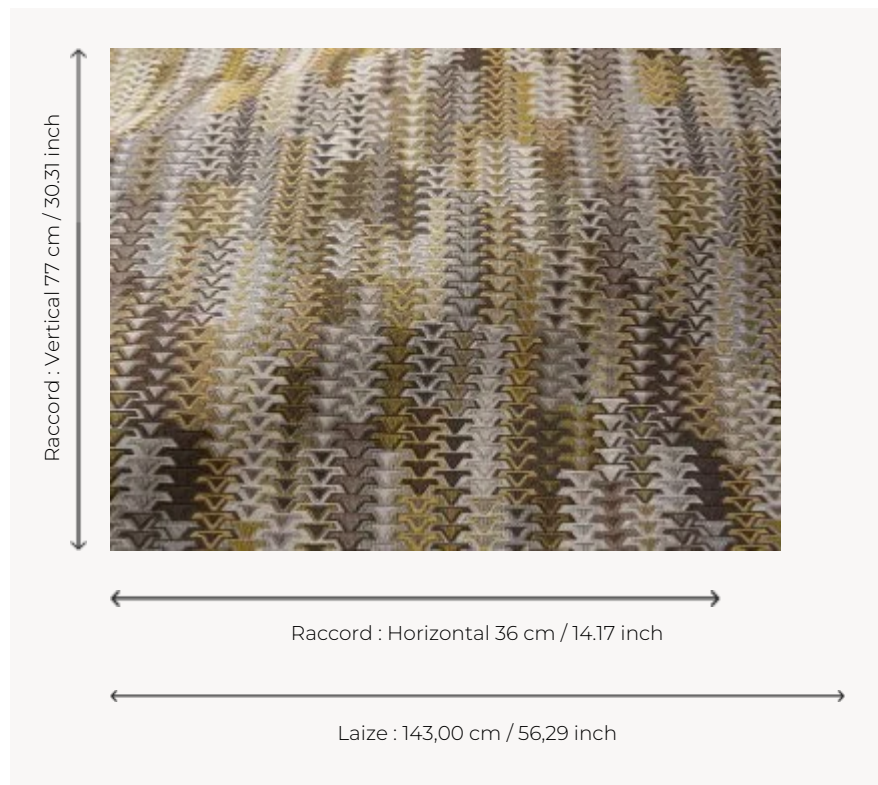 Raccord : Vertical 77 cm / 30.31 inch
Raccord : Horizontal 36 cm / 14.17 inch
Laize : 143,00 cm / 56,29 inch